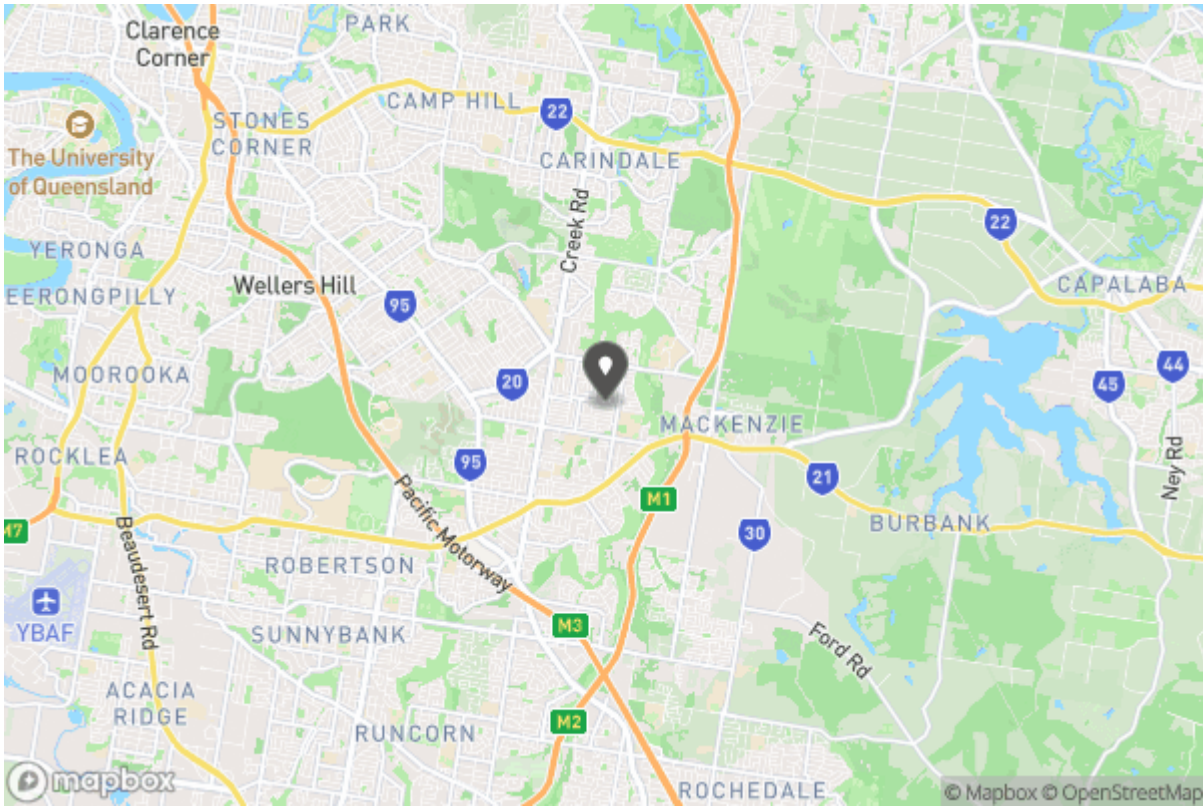 Clarence
Corner
PARK
CAMP HILL
22
STONES
CORNER
CARINDALE
The University
of Queensland
Creek Rd
22
YERONGA
Wellers Hill
95
EERONGPILLY
CAPALABA
MOOROOKA
20
44
45
MACKENZIE
ROCKLEA
95
21
Ney Rd
Pacific Motorway
M1
BURBANK
M7
Beaudesert Rd
30
ROBERTSON
YBAF
SUNNYBANK
M3
Ford Rd
ACACIA
RIDGE
M2
RUNCORN
mapbox
ROCHEDALE
© Mapbox © OpenStreetMap